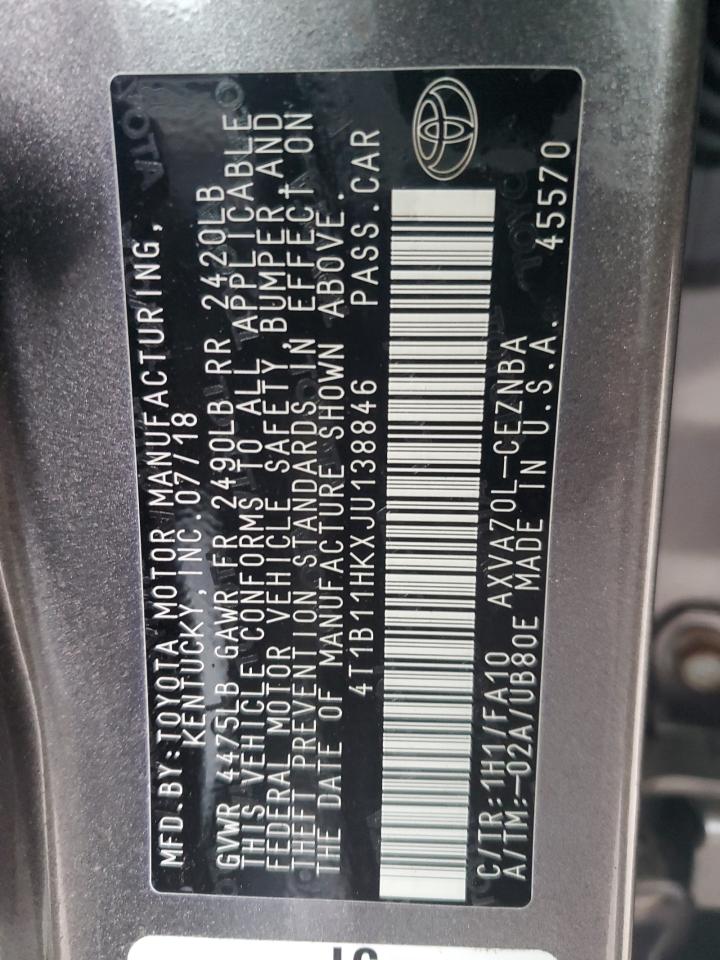 MFD.BY:TOYOTA MOTOR MANUFACTURING,
KENTUCKY, INC. 07/18
GVWR 4475LB GAWR FR 2490LB RR 2420LB
THIS VEHICLE CONFORMS TO ALL APPLICABLE
FEDERAL MOTOR VEHICLE SAFETY, BUMPER, AND
THEFT PREVENTION STANDARDS IN EFFECT ON
THE DATE OF MANUFACTURE SHOWN ABOVE.
4T1B11HKXJU138846 PASS.CAR
C/TR:1H1/FA10 AXVA70L-CEZNBA
A/TM:-02A/UB80E MADE IN U.S.A. 45570